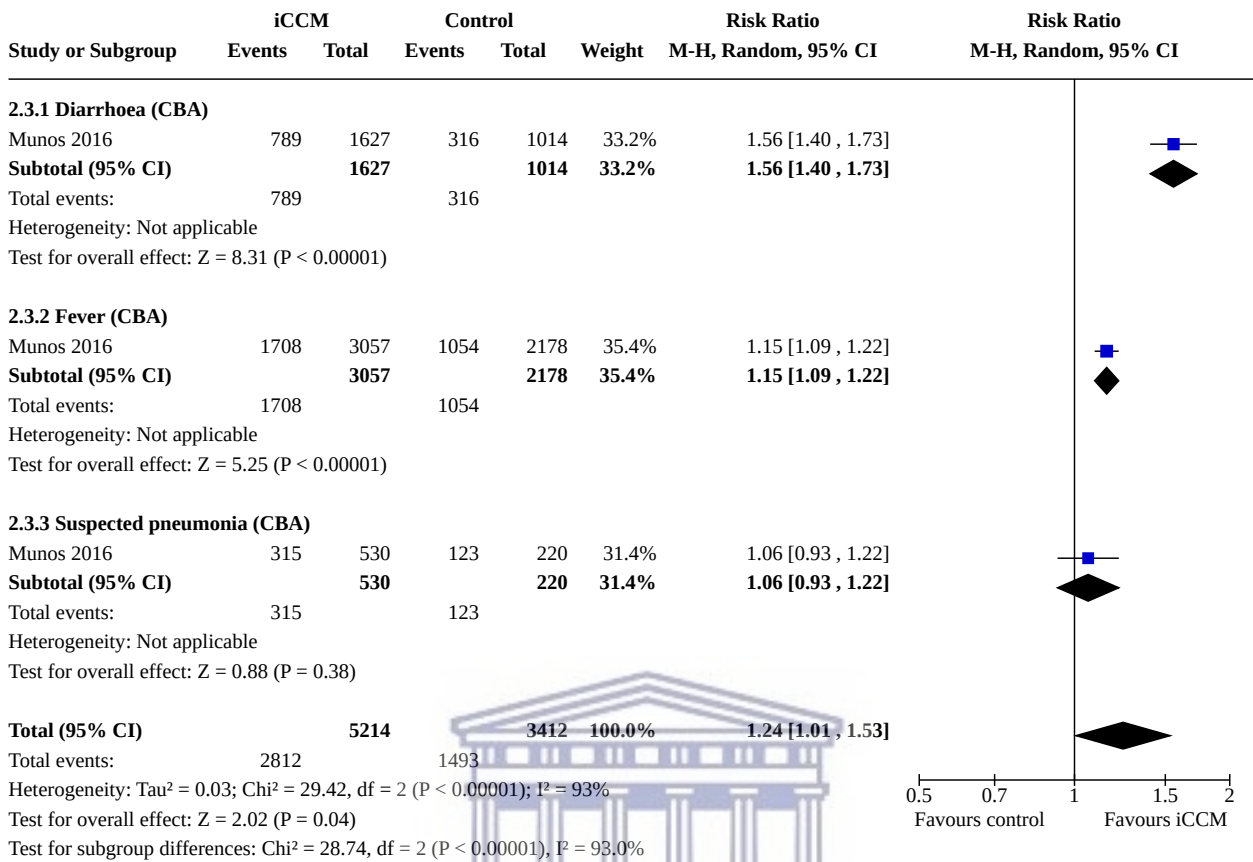 iCCM Control Risk Ratio Risk Ratio
Study or Subgroup Events Total Events Total Weight M-H, Random, 95% CI M-H, Random, 95% CI
2.3.1 Diarrhoea (CBA)
Munos 2016 789 1627 316 1014 33.2% 1.56 [1.40 , 1.73]
Subtotal (95% CI) 1627 1014 33.2% 1.56 [1.40 , 1.73]
Total events: 789 316
Heterogeneity: Not applicable
Test for overall effect: Z = 8.31 (P < 0.00001)
2.3.2 Fever (CBA)
Munos 2016 1708 3057 1054 2178 35.4% 1.15 [1.09 , 1.22]
Subtotal (95% CI) 3057 2178 35.4% 1.15 [1.09 , 1.22]
Total events: 1708 1054
Heterogeneity: Not applicable
Test for overall effect: Z = 5.25 (P < 0.00001)
2.3.3 Suspected pneumonia (CBA)
Munos 2016 315 530 123 220 31.4% 1.06 [0.93 , 1.22]
Subtotal (95% CI) 530 220 31.4% 1.06 [0.93 , 1.22]
Total events: 315 123
Heterogeneity: Not applicable
Test for overall effect: Z = 0.88 (P = 0.38)
Total (95% CI) 5214 3412 100.0% 1.24 [1.01 , 1.53]
Total events: 2812 1493
Heterogeneity: Tau² = 0.03; Chi² = 29.42, df = 2 (P < 0.00001); I² = 93%
Test for overall effect: Z = 2.02 (P = 0.04)
Test for subgroup differences: Chi² = 28.74, df = 2 (P < 0.00001), I² = 93.0%
0.5 0.7 1 1.5 2
Favours control Favours iCCM